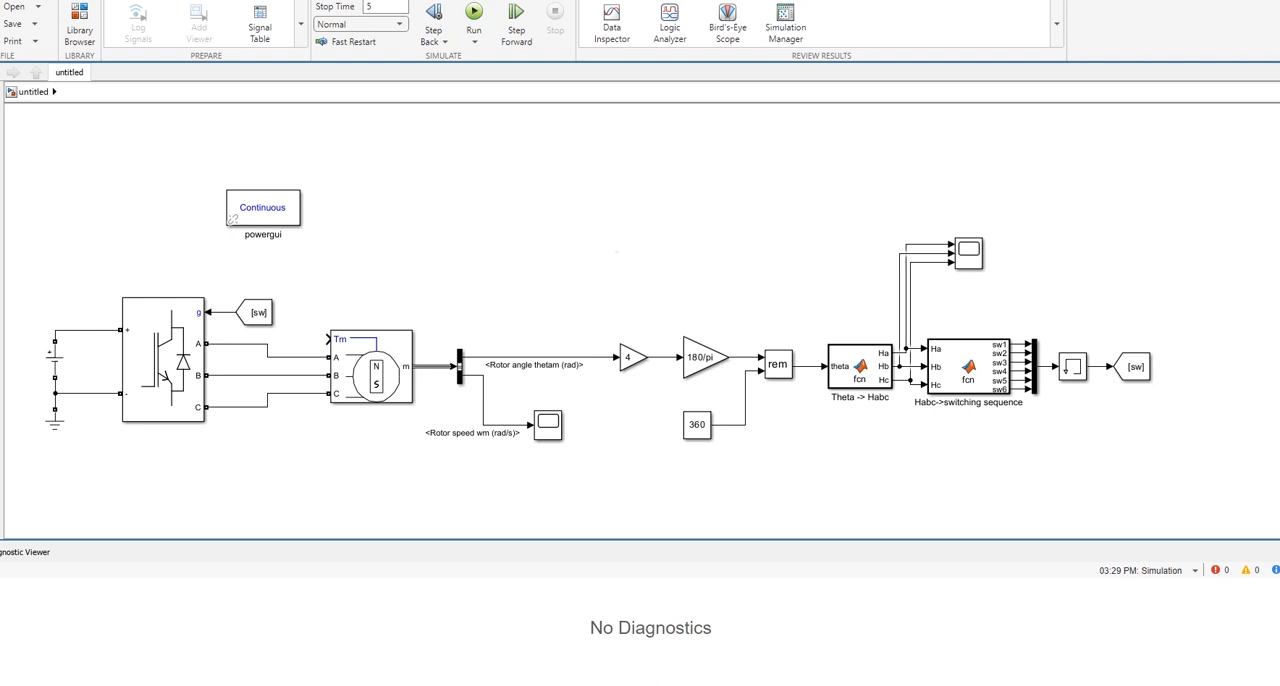 Open
Save
Print
FILE
Library
Browser
LIBRARY
Log
Signals
Add
Viewer
Signal
Table
PREPARE
Stop Time 5
Normal
Fast Restart
Step
Back
Run
Step
Forward
Stop
SIMULATE
Data
Inspector
Logic
Analyzer
Bird's-Eye
Scope
Simulation
Manager
REVIEW RESULTS
untitled
untitled
Continuous
powergui
[sw]
g
+
A
B
-
C
+
Tm
A
B
C
N
S
m
<Rotor angle thetam (rad)>
<Rotor speed wm (rad/s)>
4
180/pi
360
rem
theta
fcn
Ha
Hb
Hc
Theta -> Habc
Ha
Hb
Hc
fcn
sw1
sw2
sw3
sw4
sw5
sw6
Habc->switching sequence
[sw]
gnostic Viewer
03:29 PM: Simulation
0
0
No Diagnostics